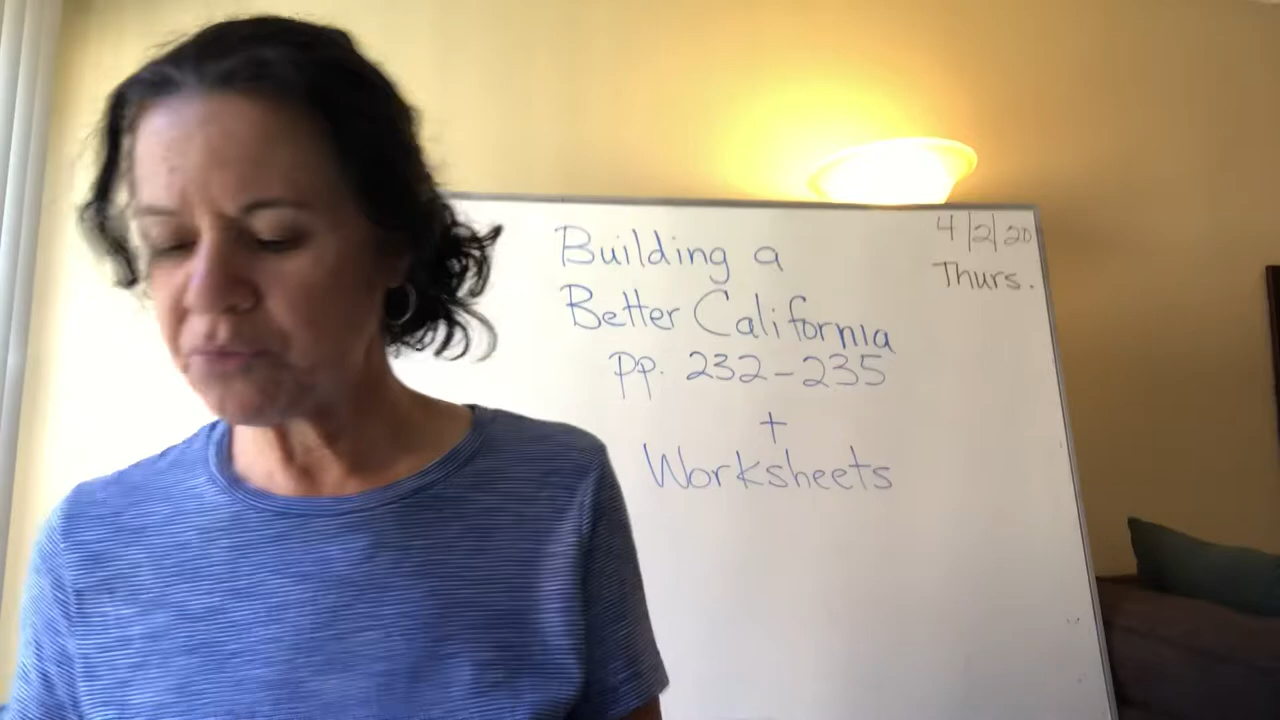 4/2/20
Thurs.
Building a
Better California
pp. 232-235
+
Worksheets